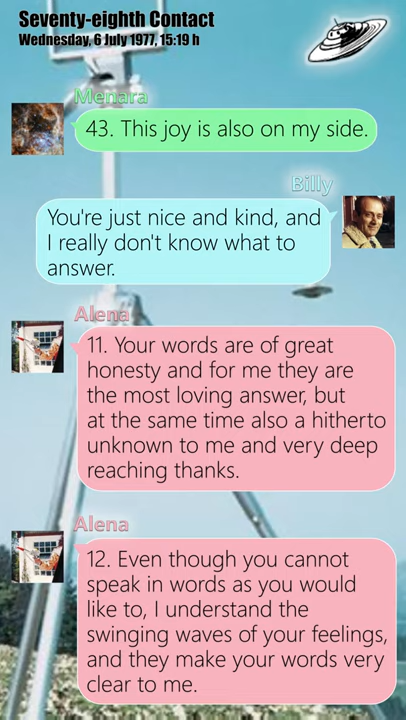 Seventy-eighth Contact
Wednesday, 6 July 1977, 15:19 h
Menara
43. This joy is also on my side.
Billy
You're just nice and kind, and
I really don't know what to
answer.
Alena
11. Your words are of great
honesty and for me they are
the most loving answer, but
at the same time also a hitherto
unknown to me and very deep
reaching thanks.
Alena
12. Even though you cannot
speak in words as you would
like to, I understand the
swinging waves of your feelings,
and they make your words very
clear to me.